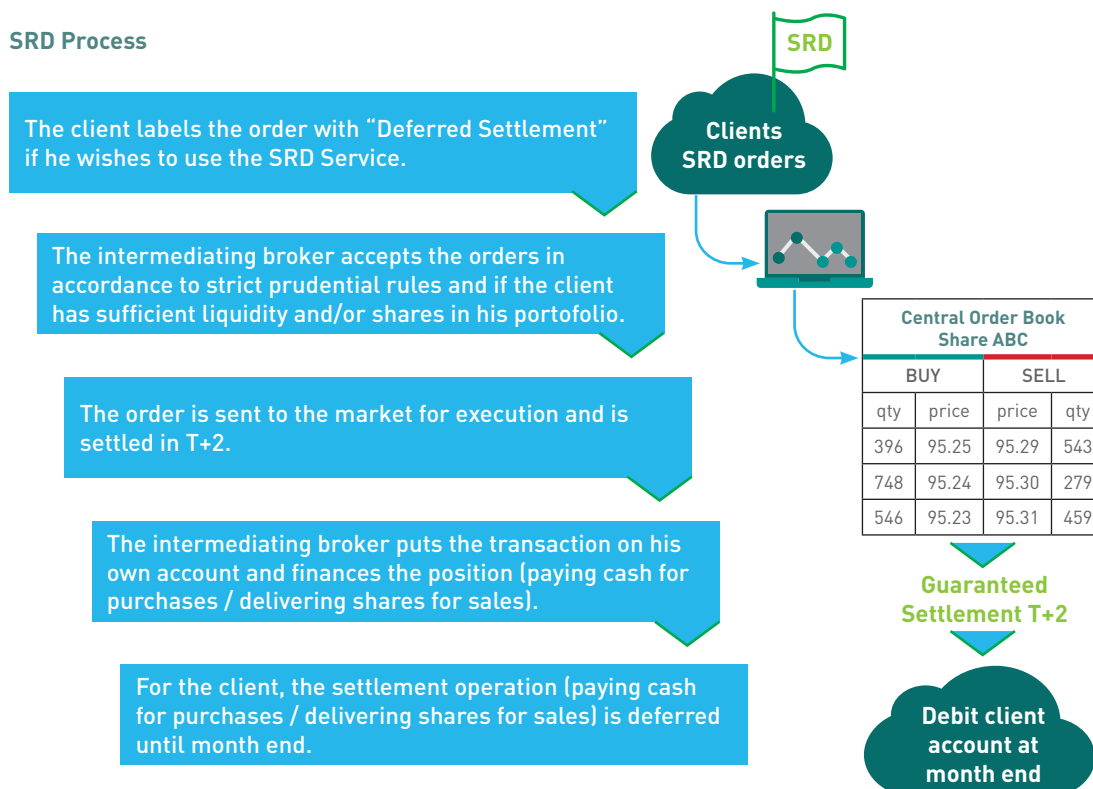 SRD Process
The client labels the order with “Deferred Settlement”
if he wishes to use the SRD Service.
The intermediating broker accepts the orders in
accordance to strict prudential rules and if the client
has sufficient liquidity and/or shares in his portofolio.
The order is sent to the market for execution and is
settled in T+2.
The intermediating broker puts the transaction on his
own account and finances the position (paying cash for
purchases / delivering shares for sales).
For the client, the settlement operation (paying cash
for purchases / delivering shares for sales) is deferred
until month end.
SRD
Clients
SRD orders
Central Order Book
Share ABC
BUY SELL
qty price price qty
396 95.25 95.29 543
748 95.24 95.30 279
546 95.23 95.31 459
Guaranteed
Settlement T+2
Debit client
account at
month end